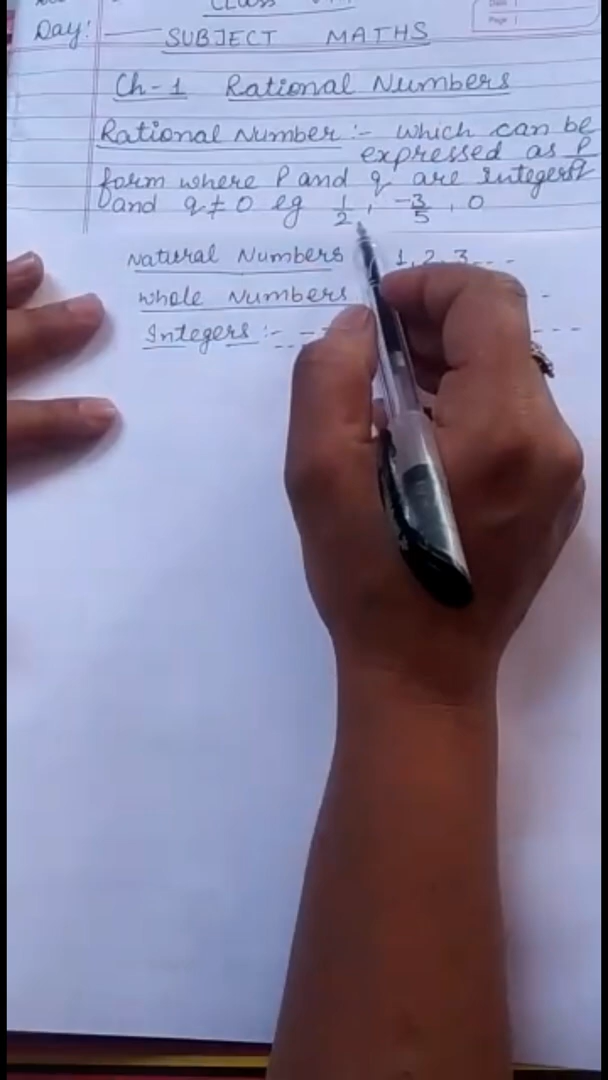 Day:
SUBJECT MATHS
Page
Ch-1 Rational Numbers
Rational Number :- which can be
expressed as P/q
form where P and q are Integers
and q ≠ 0 eg 1/2, -3/5, 0
Natural Numbers 1, 2, 3 - - -
Whole Numbers
Integers :-